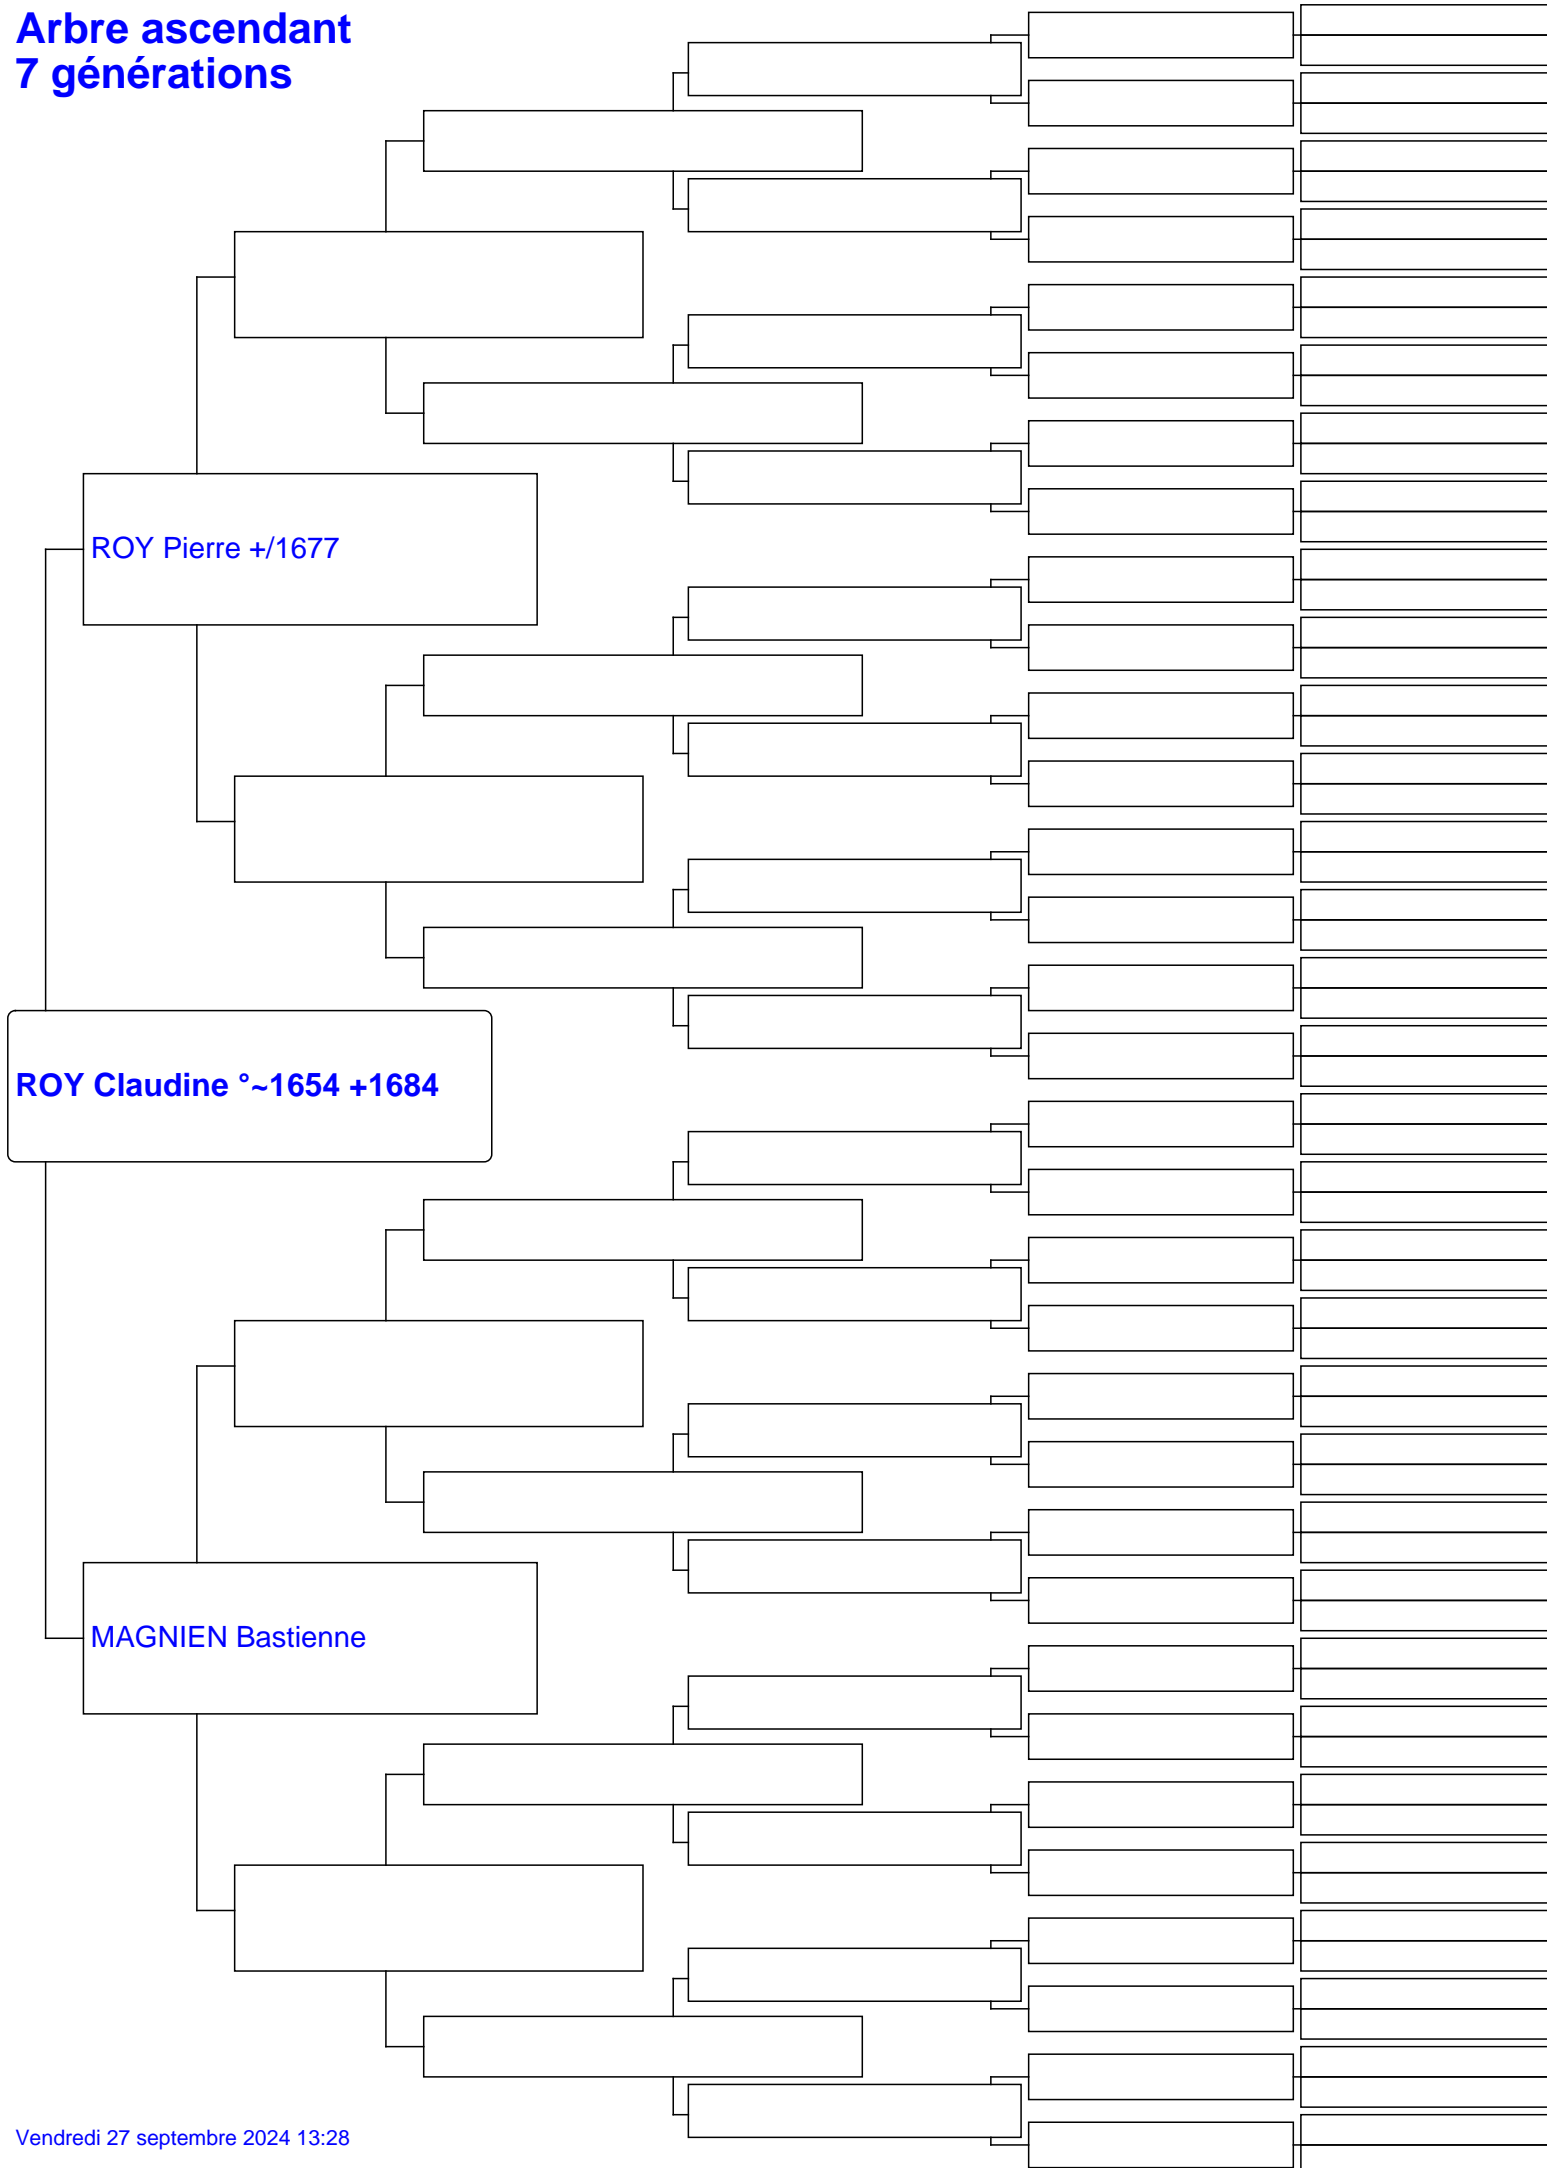 Arbre ascendant
7 générations
ROY Pierre +/1677
ROY Claudine °~1654 +1684
MAGNIEN Bastienne
Vendredi 27 septembre 2024 13:28